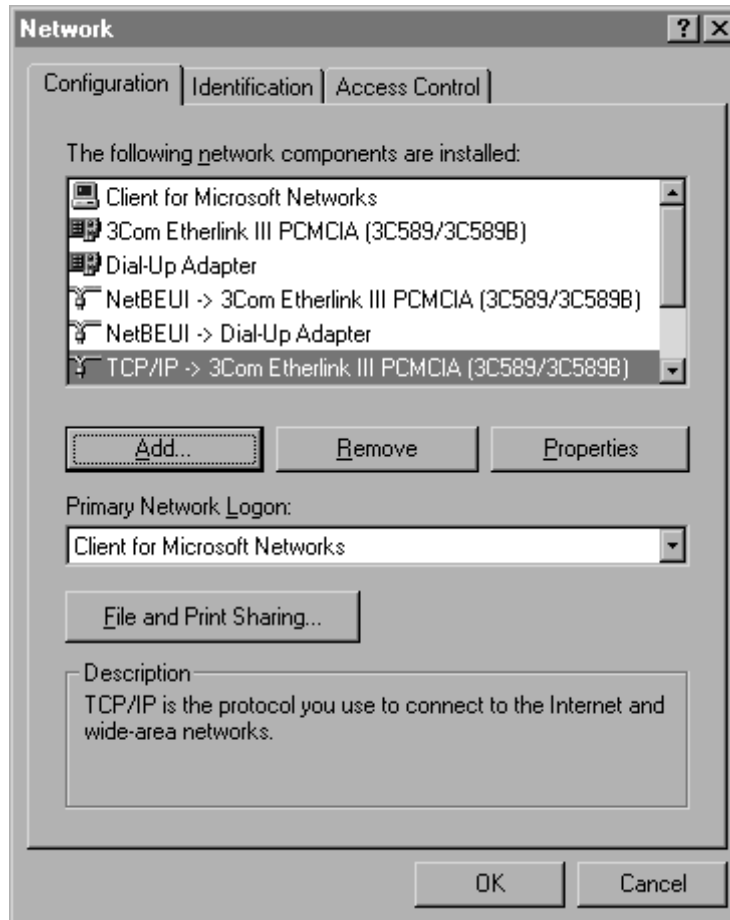 Network
Configuration
Identification
Access Control
The following network components are installed:
Client for Microsoft Networks
3Com Etherlink III PCMCIA (3C589/3C589B)
Dial-Up Adapter
NetBEUI -> 3Com Etherlink III PCMCIA (3C589/3C589B)
NetBEUI -> Dial-Up Adapter
TCP/IP -> 3Com Etherlink III PCMCIA (3C589/3C589B)
Add...
Remove
Properties
Primary Network Logon:
Client for Microsoft Networks
File and Print Sharing...
Description
TCP/IP is the protocol you use to connect to the Internet and
wide-area networks.
OK
Cancel